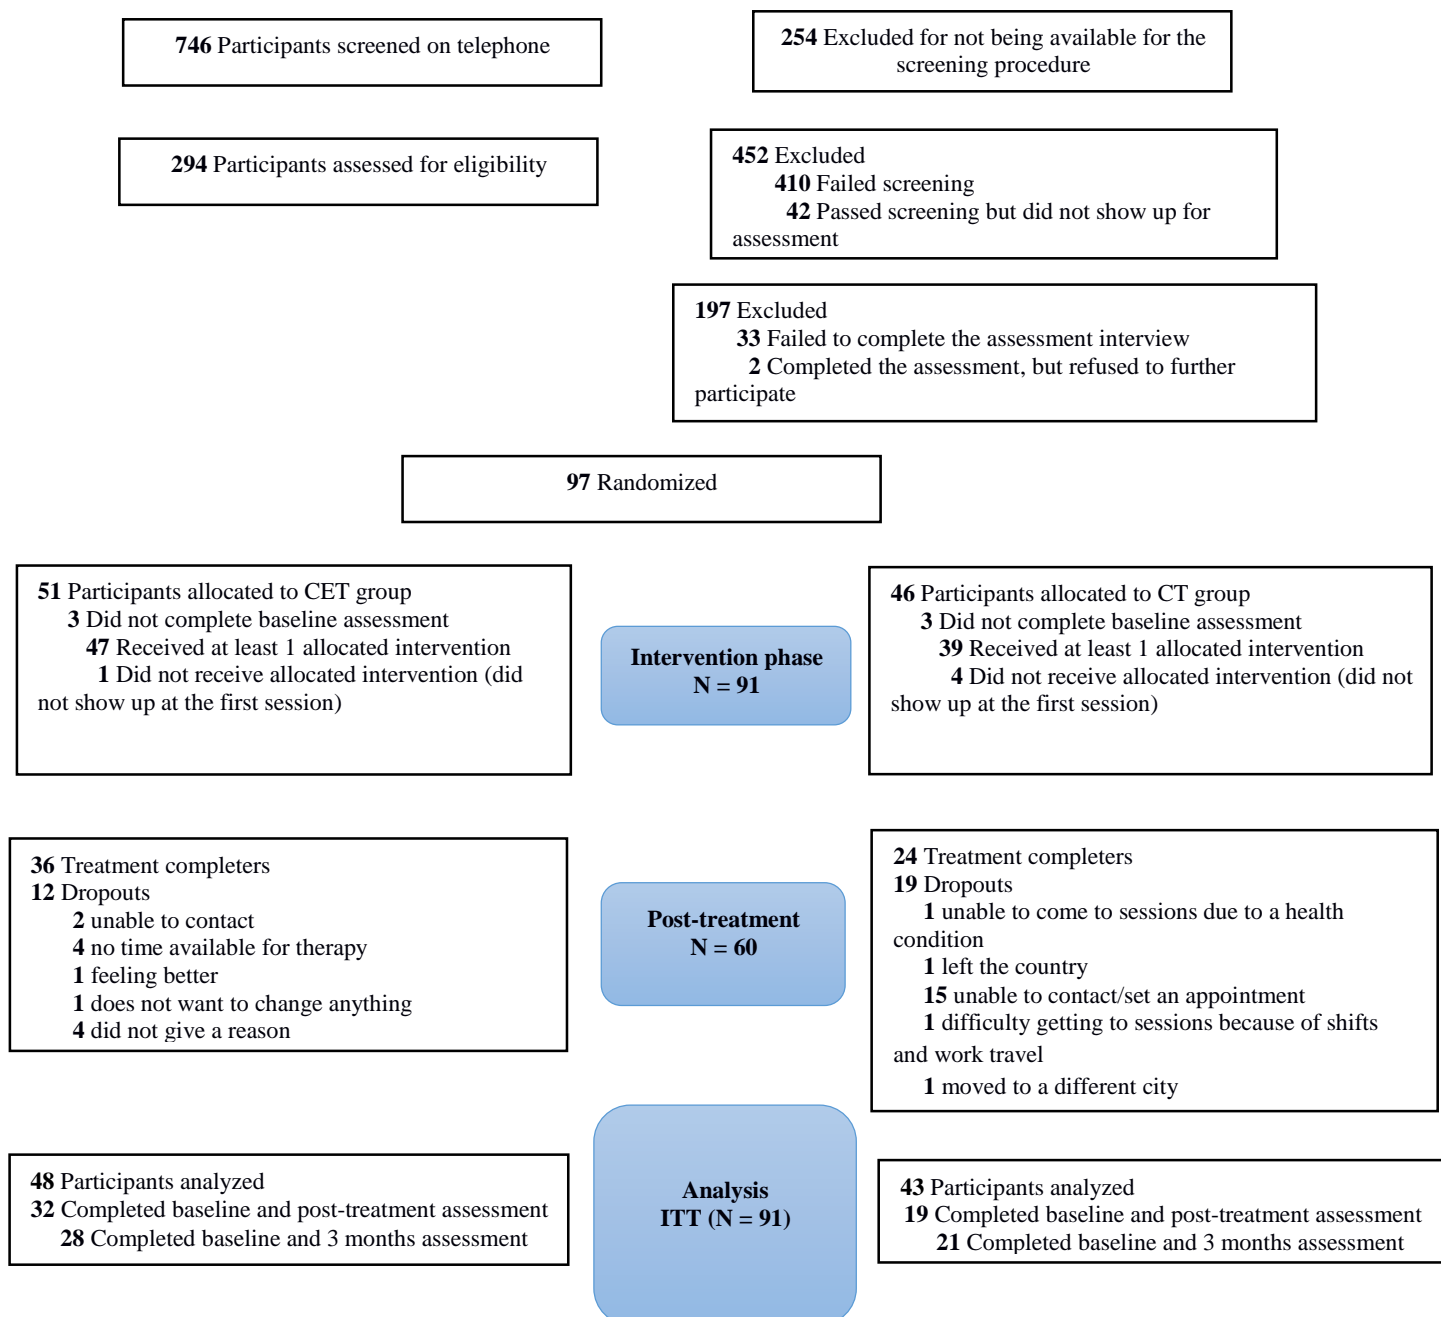 746 Participants screened on telephone
254 Excluded for not being available for the
screening procedure
294 Participants assessed for eligibility
452 Excluded
410 Failed screening
42 Passed screening but did not show up for
assessment
197 Excluded
33 Failed to complete the assessment interview
2 Completed the assessment, but refused to further
participate
97 Randomized
51 Participants allocated to CET group
3 Did not complete baseline assessment
47 Received at least 1 allocated intervention
1 Did not receive allocated intervention (did
not show up at the first session)
Intervention phase
N = 91
46 Participants allocated to CT group
3 Did not complete baseline assessment
39 Received at least 1 allocated intervention
4 Did not receive allocated intervention (did not
show up at the first session)
36 Treatment completers
12 Dropouts
2 unable to contact
4 no time available for therapy
1 feeling better
1 does not want to change anything
4 did not give a reason
Post-treatment
N = 60
24 Treatment completers
19 Dropouts
1 unable to come to sessions due to a health
condition
1 left the country
15 unable to contact/set an appointment
1 difficulty getting to sessions because of shifts
and work travel
1 moved to a different city
48 Participants analyzed
32 Completed baseline and post-treatment assessment
28 Completed baseline and 3 months assessment
Analysis
ITT (N = 91)
43 Participants analyzed
19 Completed baseline and post-treatment assessment
21 Completed baseline and 3 months assessment